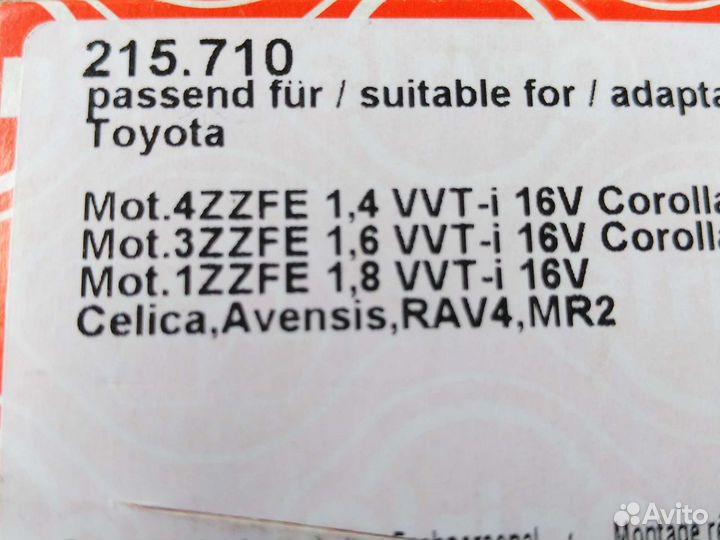 215.710
passend für / suitable for / adapta
Toyota
Mot.4ZZFE 1,4 VVT-i 16V Corolla
Mot.3ZZFE 1,6 VVT-i 16V Corolla
Mot.1ZZFE 1,8 VVT-i 16V
Celica,Avensis,RAV4,MR2
Montage
Avito